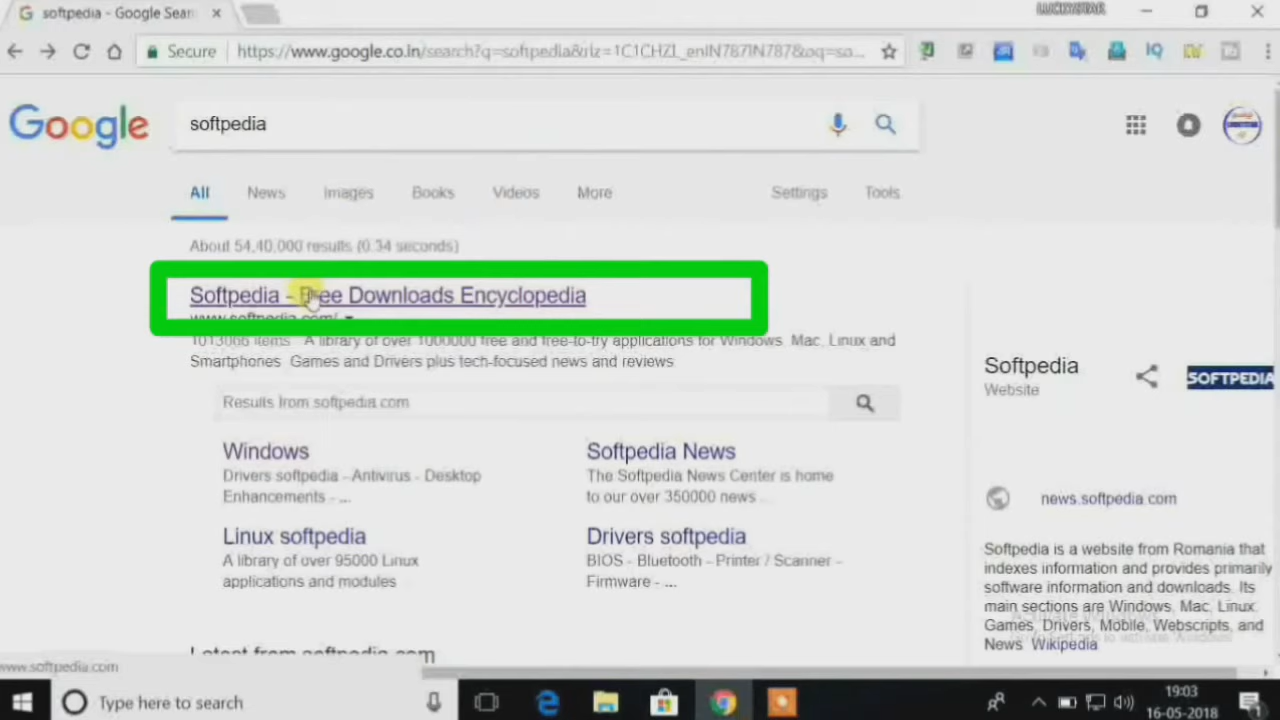 softpedia - Google Sear
LUCKYSTAR
Secure
https://www.google.co.in/search?q=softpedia&rlz=1C1CHZL_enIN787IN787&oq=so...
Google
softpedia
All News Images Books Videos More Settings Tools
About 54,40,000 results (0.34 seconds)
Softpedia - Free Downloads Encyclopedia
www.softpedia.com/
1013066 items A library of over 1000000 free and free-to-try applications for Windows, Mac, Linux and
Smartphones Games and Drivers plus tech-focused news and reviews
Results from softpedia.com
Windows
Drivers softpedia - Antivirus - Desktop
Enhancements - ...
Softpedia News
The Softpedia News Center is home
to our over 350000 news ...
Linux softpedia
A library of over 95000 Linux
applications and modules
Drivers softpedia
BIOS - Bluetooth - Printer / Scanner -
Firmware - ...
Latest from softpedia.com
Softpedia
Website
SOFTPEDIA
news.softpedia.com
Softpedia is a website from Romania that
indexes information and provides primarily
software information and downloads. Its
main sections are Windows, Mac, Linux,
Games, Drivers, Mobile, Webscripts, and
News Wikipedia
www.softpedia.com
Type here to search
19:03
16-05-2018